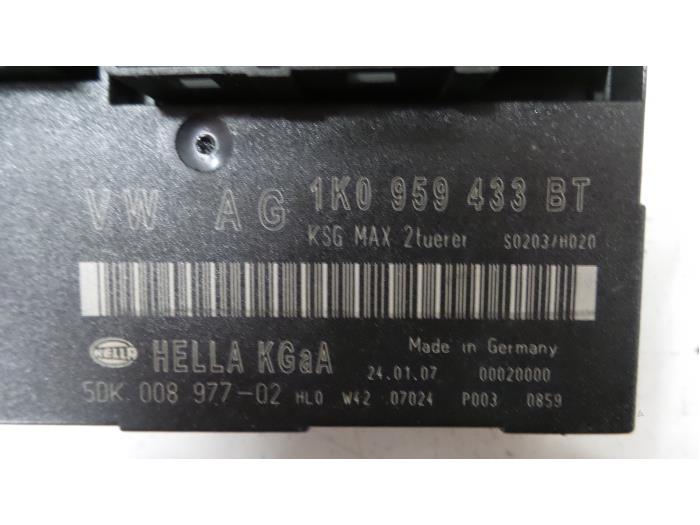 VW AG 1K0 959 433 BT
KSG MAX 2tuerer S0203/H020
HELLA HELLA KGaA Made in Germany
24.01.07 00020000
5DK 008 977-02 HL0 W42 07024 P003 0859